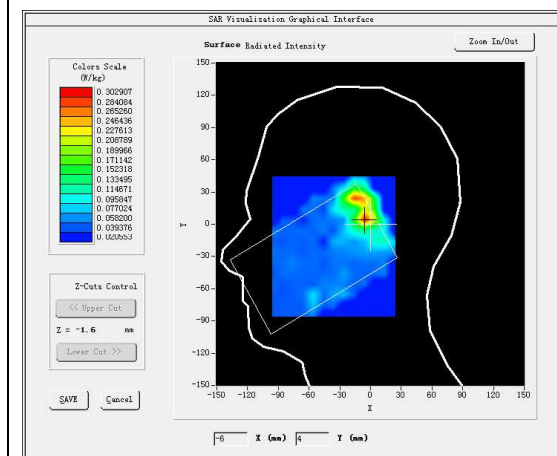 SAR Visualisation Graphical Interface
Surface Radiated Intensity
Zoom In/Out
Colors Scale
(W/kg)
0.302907
0.284084
0.265260
0.246436
0.227613
0.208789
0.189966
0.171142
0.152318
0.133495
0.114671
0.095847
0.077024
0.058200
0.039376
0.020553
150
120
90
60
30
0
-30
-60
-90
-120
-150
Y
-150 -120 -90 -60 -30 0 30 60 90 120 150
X
Z-Cuts Control
<< Upper Cut
Z = -1.6 mm
Lower Cut >>
SAVE Cancel
-6 X (mm) 4 Y (mm)